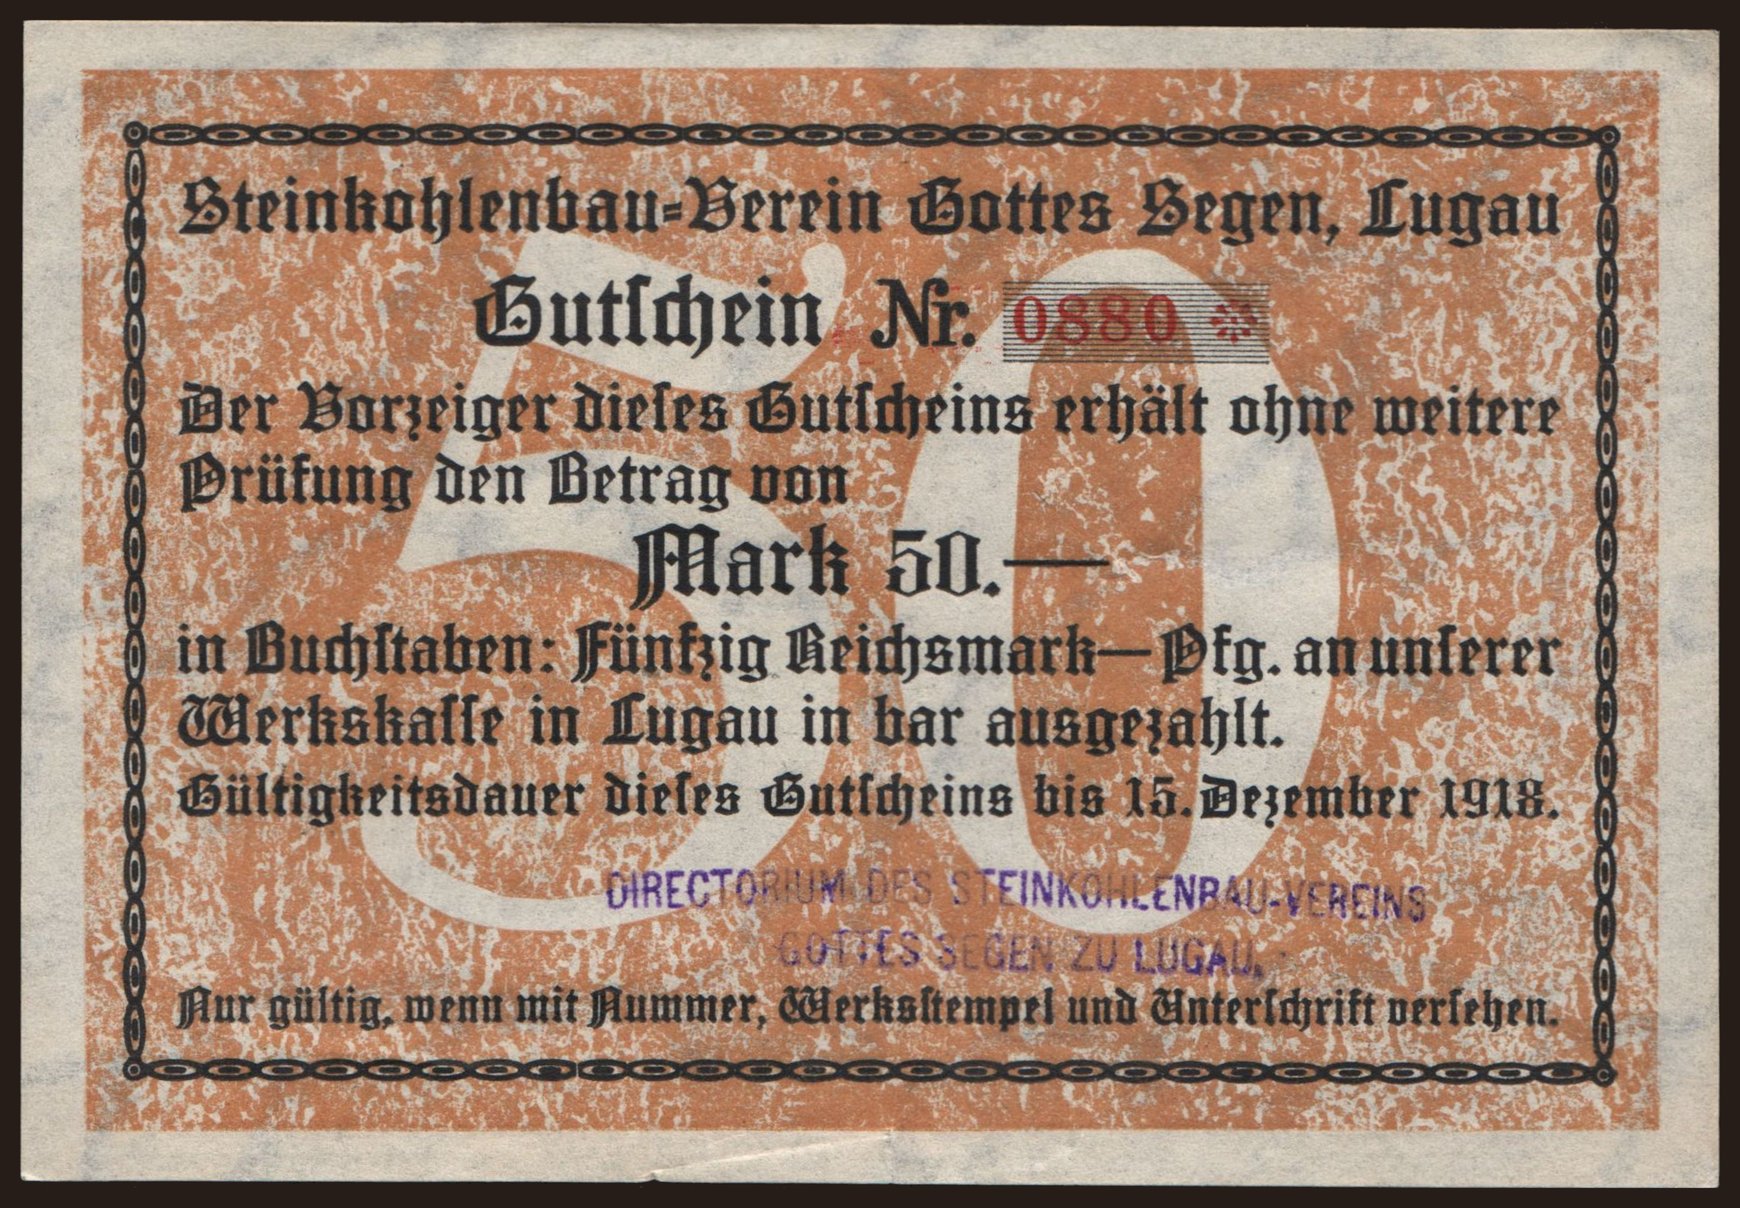 Steinkohlenbau=Verein Gottes Segen, Lugau
Gutschein Nr. 0880 *
Der Vorzeiger dieses Gutscheins erhält ohne weitere
Prüfung den Betrag von
Mark 50.—
in Buchstaben: Fünfzig Reichsmark — Pfg. an unserer
Werkskasse in Lugau in bar ausgezahlt.
Gültigkeitsdauer dieses Gutscheins bis 15. Dezember 1918.
DIRECTORIUM DES STEINKOHLENBAU-VEREINS
GOTTES SEGEN ZU LUGAU.
Nur gültig, wenn mit Nummer, Werksstempel und Unterschrift versehen.
50